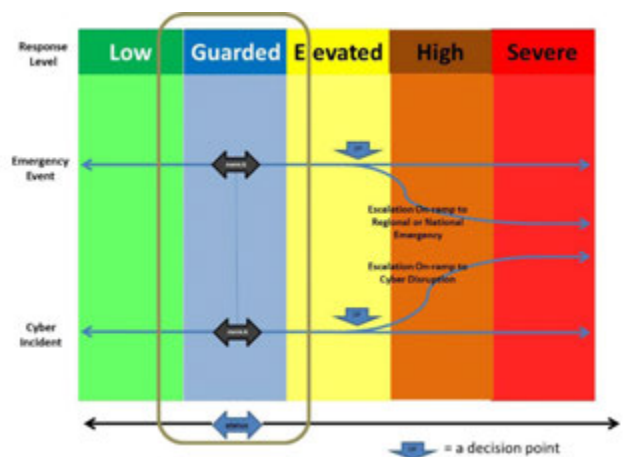 Response
Level
Low
Guarded
Elevated
High
Severe
Emergency
Event
Escalation On-ramp to
Regional or National
Emergency
Escalation On-ramp to
Cyber Disruption
Cyber
Incident
status
= a decision point